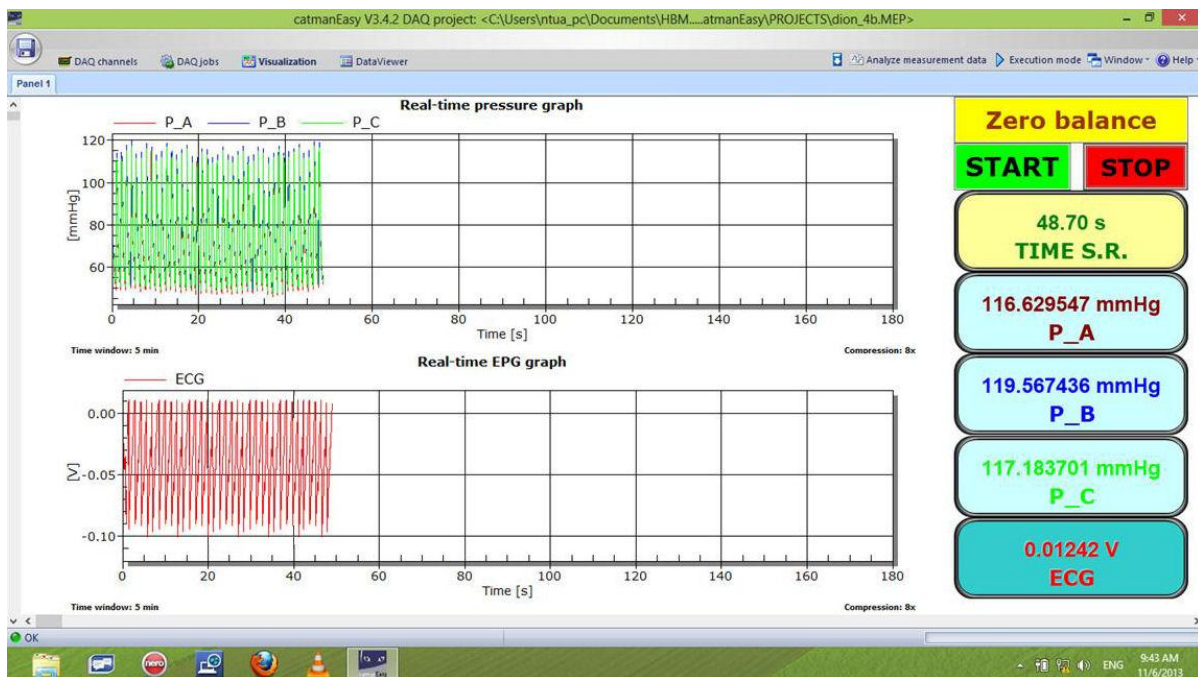 catmanEasy V3.4.2 DAQ project: <C:\Users\ntua_pc\Documents\HBM....atmanEasy\PROJECTS\dion_4b.MEP>
DAQ channels DAQ jobs Visualization DataViewer Analyze measurement data Execution mode Window Help
Panel 1
Real-time pressure graph
P_A P_B P_C
120
100
80
60
[mmHg]
0 20 40 60 80 100 120 140 160 180
Time [s]
Time window: 5 min Compression: 8x
Real-time EPG graph
ECG
0.00
-0.05
-0.10
[V]
0 20 40 60 80 100 120 140 160 180
Time [s]
Time window: 5 min Compression: 8x
Zero balance
START STOP
48.70 s
TIME S.R.
116.629547 mmHg
P_A
119.567436 mmHg
P_B
117.183701 mmHg
P_C
0.01242 V
ECG
OK
nero
ENG
9:43 AM
11/6/2013